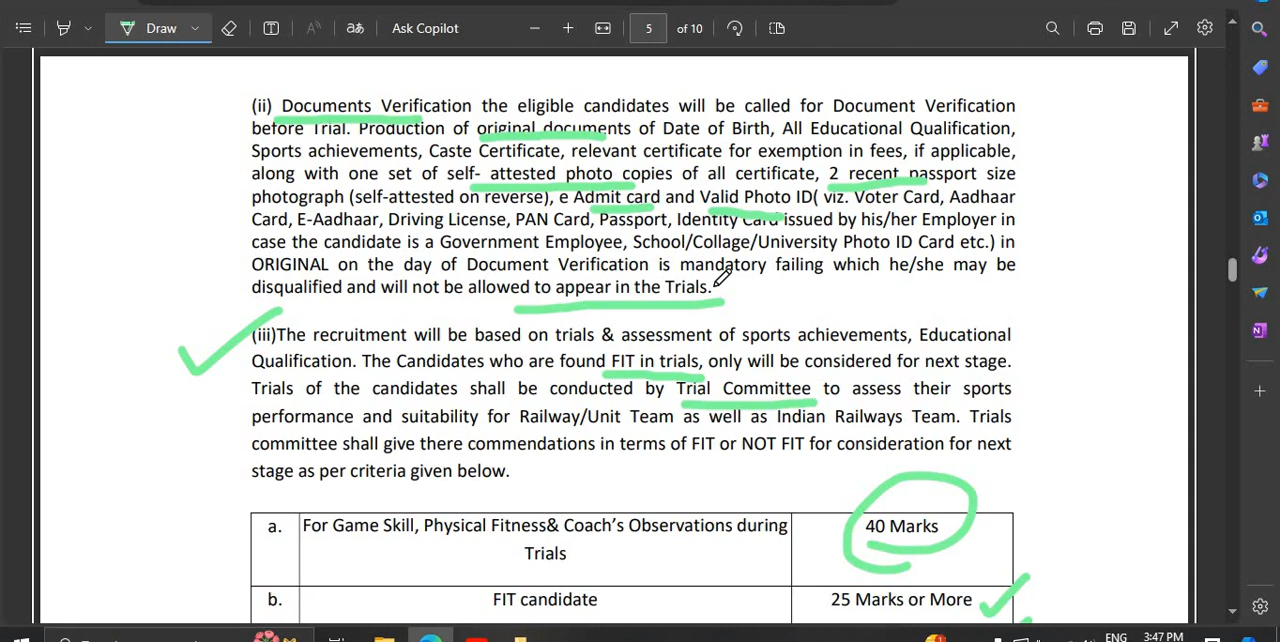 Draw
Ask Copilot
5
of 10
(ii) Documents Verification the eligible candidates will be called for Document Verification
before Trial. Production of original documents of Date of Birth, All Educational Qualification,
Sports achievements, Caste Certificate, relevant certificate for exemption in fees, if applicable,
along with one set of self- attested photo copies of all certificate, 2 recent passport size
photograph (self-attested on reverse), e Admit card and Valid Photo ID( viz. Voter Card, Aadhaar
Card, E-Aadhaar, Driving License, PAN Card, Passport, Identity Card issued by his/her Employer in
case the candidate is a Government Employee, School/Collage/University Photo ID Card etc.) in
ORIGINAL on the day of Document Verification is mandatory failing which he/she may be
disqualified and will not be allowed to appear in the Trials.
(iii)The recruitment will be based on trials & assessment of sports achievements, Educational
Qualification. The Candidates who are found FIT in trials, only will be considered for next stage.
Trials of the candidates shall be conducted by Trial Committee to assess their sports
performance and suitability for Railway/Unit Team as well as Indian Railways Team. Trials
committee shall give there commendations in terms of FIT or NOT FIT for consideration for next
stage as per criteria given below.
a. For Game Skill, Physical Fitness& Coach's Observations during 40 Marks
Trials
b. FIT candidate 25 Marks or More
ENG 3:47 PM